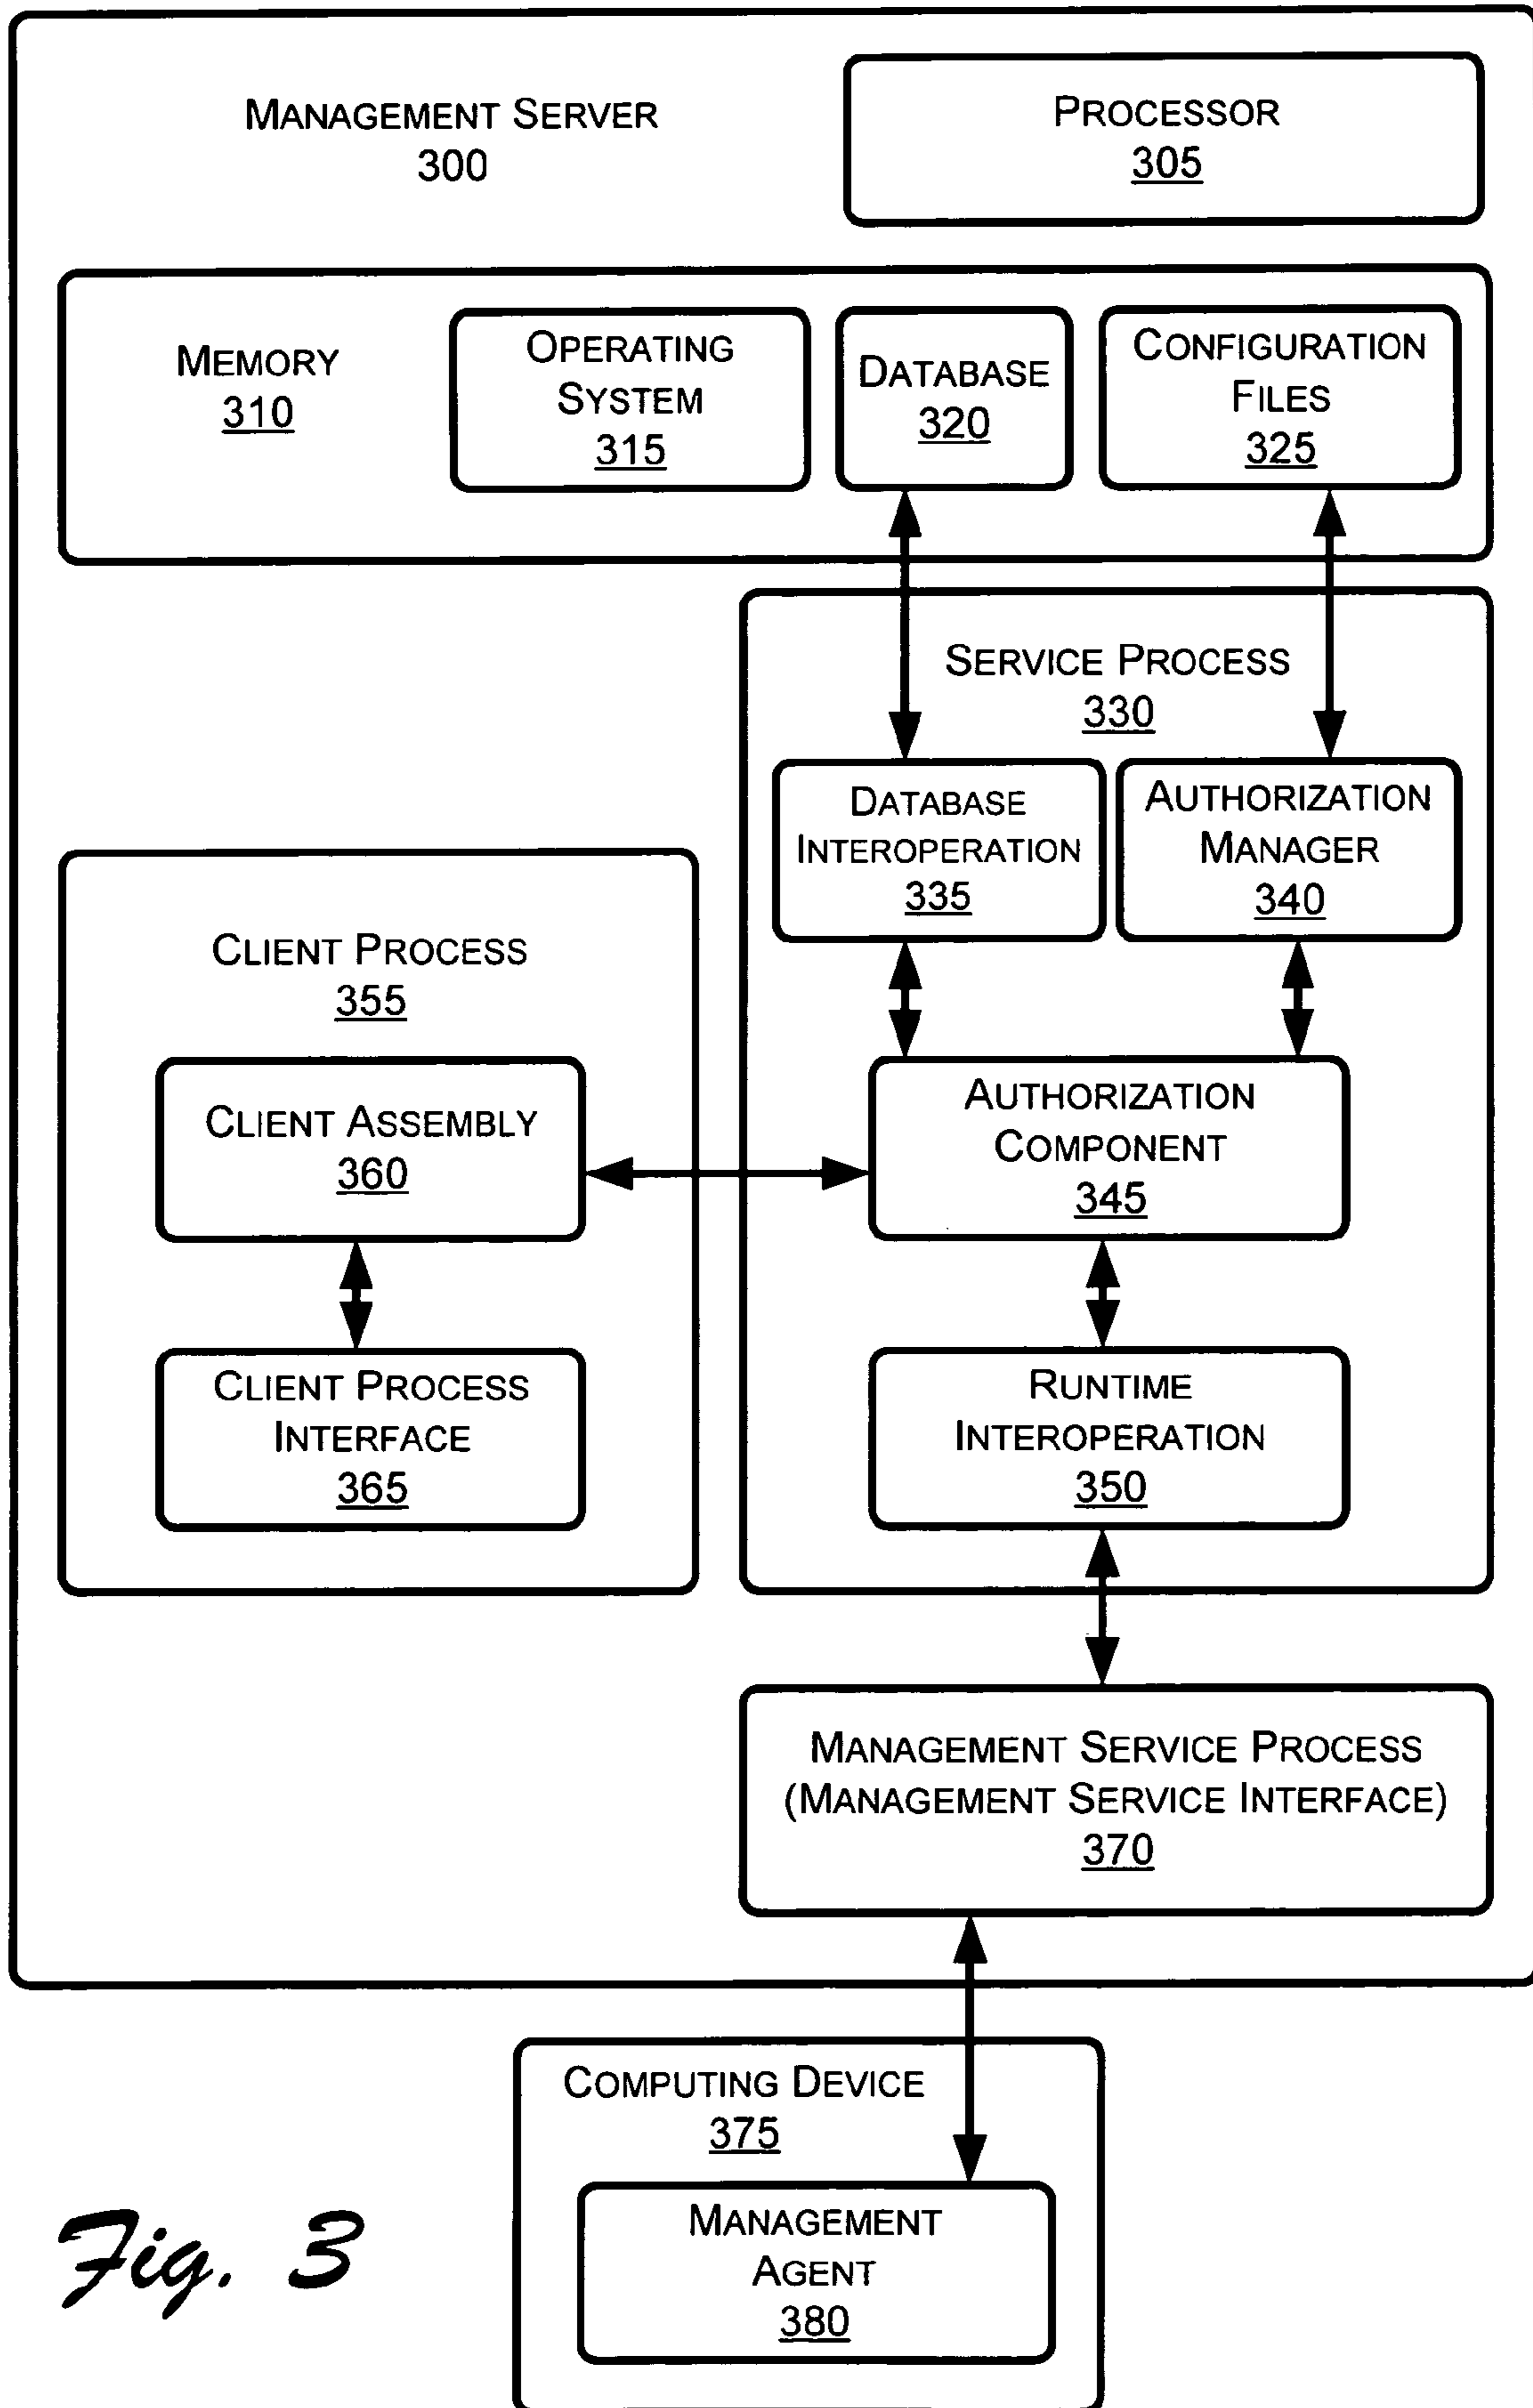 MANAGEMENT SERVER
300
PROCESSOR
305
MEMORY
310
OPERATING
SYSTEM
315
DATABASE
320
CONFIGURATION
FILES
325
SERVICE PROCESS
330
DATABASE
INTEROPERATION
335
AUTHORIZATION
MANAGER
340
CLIENT PROCESS
355
CLIENT ASSEMBLY
360
AUTHORIZATION
COMPONENT
345
CLIENT PROCESS
INTERFACE
365
RUNTIME
INTEROPERATION
350
MANAGEMENT SERVICE PROCESS
(MANAGEMENT SERVICE INTERFACE)
370
COMPUTING DEVICE
375
MANAGEMENT
AGENT
380
Fig. 3